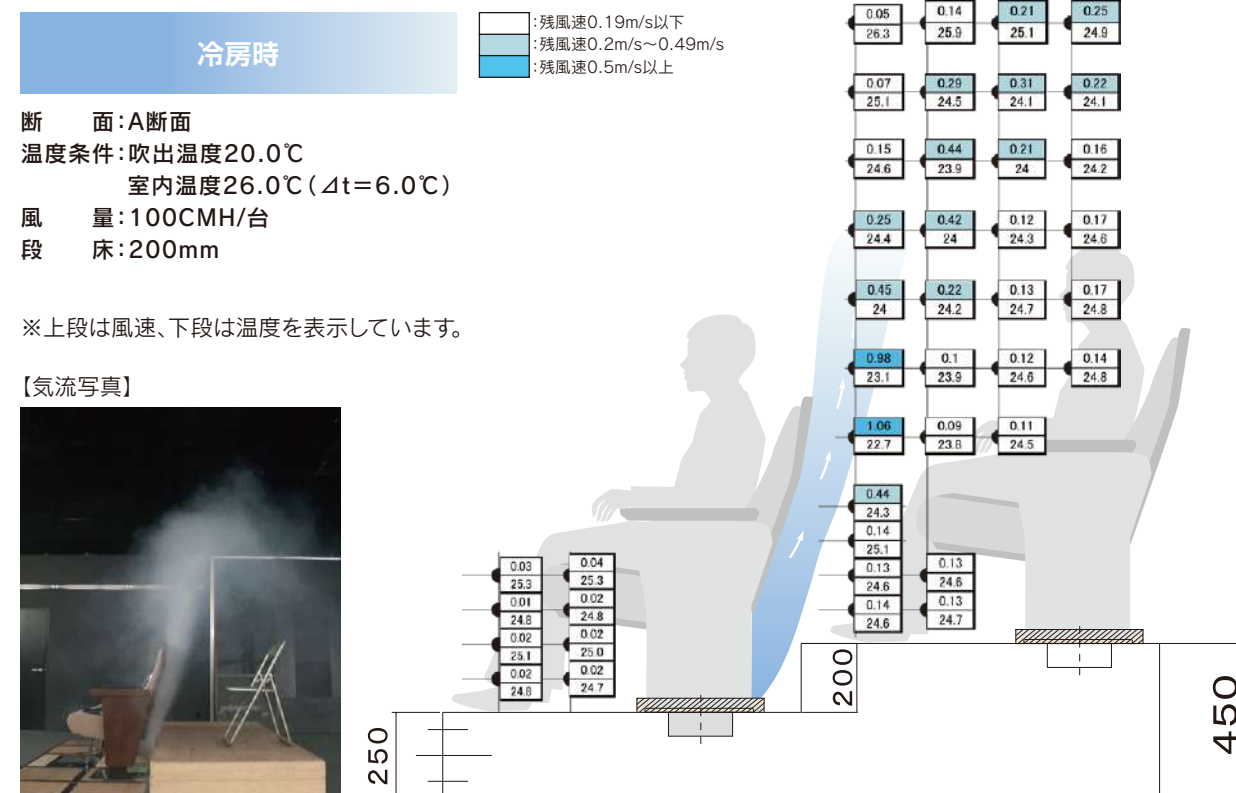 冷房時
:残風速0.19m/s以下
:残風速0.2m/s～0.49m/s
:残風速0.5m/s以上
断　　面:A断面
温度条件:吹出温度20.0℃
室内温度26.0℃(⊿t＝6.0℃)
風　　量:100CMH/台
段　　床:200mm
※上段は風速、下段は温度を表示しています。
【気流写真】
0.05 0.14 0.21 0.25
26.3 25.9 25.1 24.9
0.07 0.29 0.31 0.22
25.1 24.5 24.1 24.1
0.15 0.44 0.21 0.16
24.6 23.9 24 24.2
0.25 0.42 0.12 0.17
24.4 24 24.3 24.6
0.45 0.22 0.13 0.17
24 24.2 24.7 24.8
0.98 0.1 0.12 0.14
23.1 23.9 24.6 24.8
1.06 0.09 0.11
22.7 23.8 24.5
0.44
24.3
0.14
25.1
0.13 0.13
24.6 24.6
0.14 0.13
24.6 24.7
0.03 0.04
25.3 25.3
0.01 0.02
24.8 24.8
0.02 0.02
25.1 25.0
0.02 0.02
24.8 24.7
200
250
450